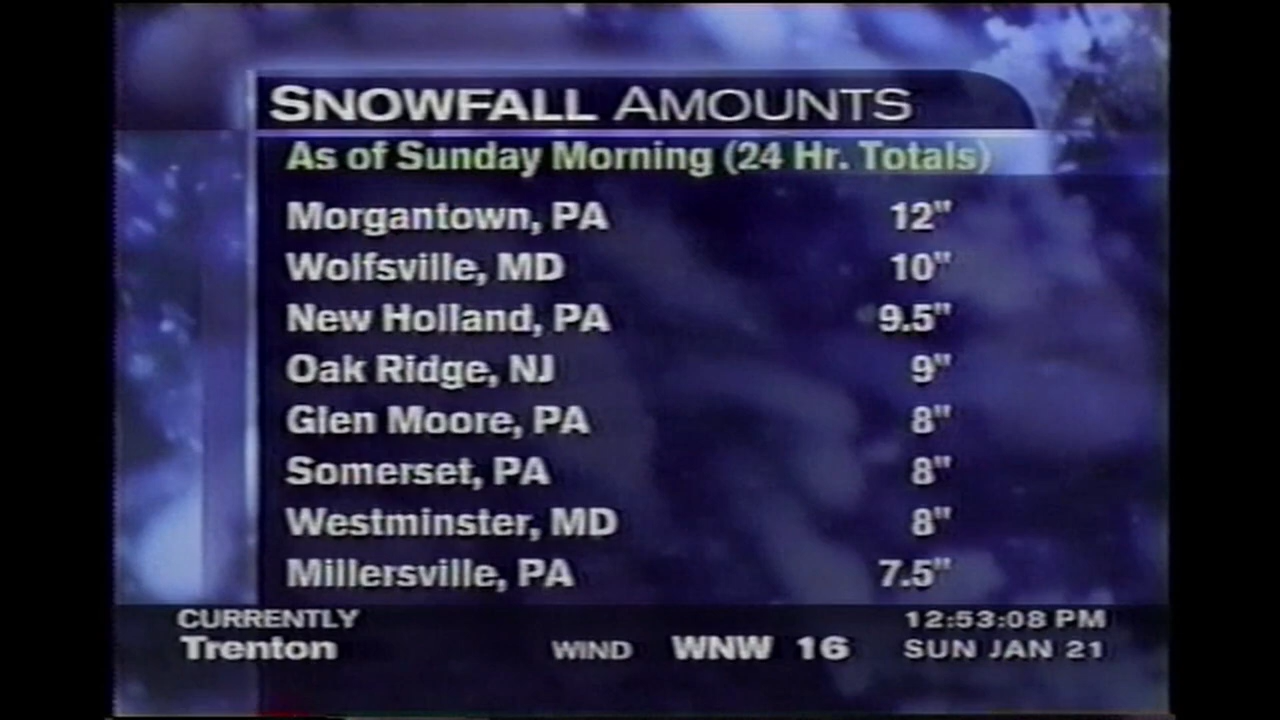 SNOWFALL AMOUNTS
As of Sunday Morning (24 Hr. Totals)
Morgantown, PA 12"
Wolfsville, MD 10"
New Holland, PA 9.5"
Oak Ridge, NJ 9"
Glen Moore, PA 8"
Somerset, PA 8"
Westminster, MD 8"
Millersville, PA 7.5"
CURRENTLY 12:53:08 PM
Trenton WIND WNW 16 SUN JAN 21